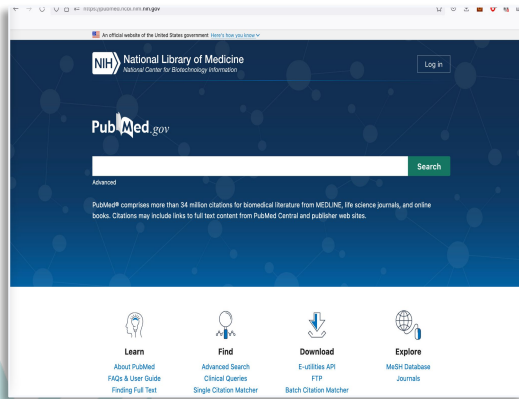 https://pubmed.ncbi.nlm.nih.gov
An official website of the United States government Here's how you know
NIH
National Library of Medicine
National Center for Biotechnology Information
Log in
PubMed.gov
Search
Advanced
PubMed® comprises more than 34 million citations for biomedical literature from MEDLINE, life science journals, and online
books. Citations may include links to full text content from PubMed Central and publisher web sites.
Learn
About PubMed
FAQs & User Guide
Finding Full Text
Find
Advanced Search
Clinical Queries
Single Citation Matcher
Download
E-utilities API
FTP
Batch Citation Matcher
Explore
MeSH Database
Journals